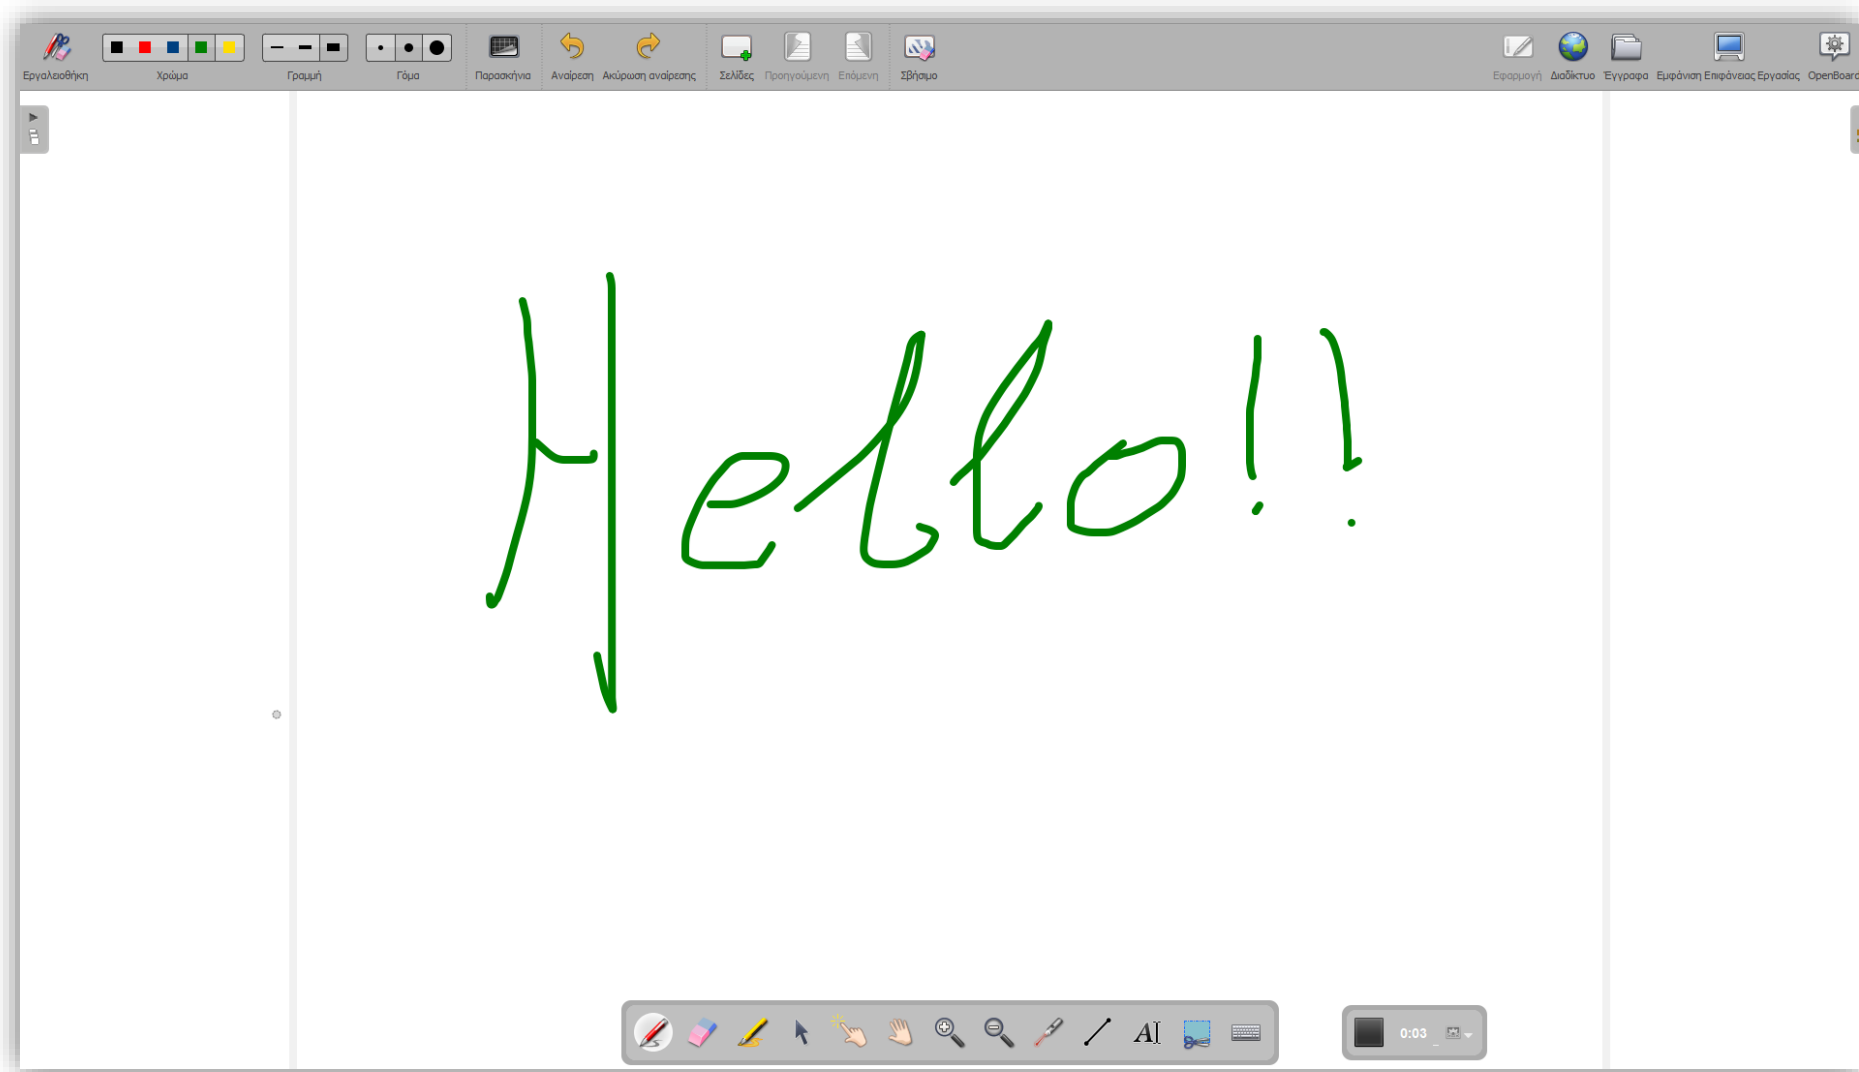 Εργαλειοθήκη Χρώμα Γραμμή Γόμα Παρασκήνια Αναίρεση Ακύρωση αναίρεσης Σελίδες Προηγούμενη Επόμενη Σβήσιμο Εφαρμογή Διαδίκτυο Έγγραφα Εμφάνιση Επιφάνειας Εργασίας OpenBoard
Hello!!
A
0:03